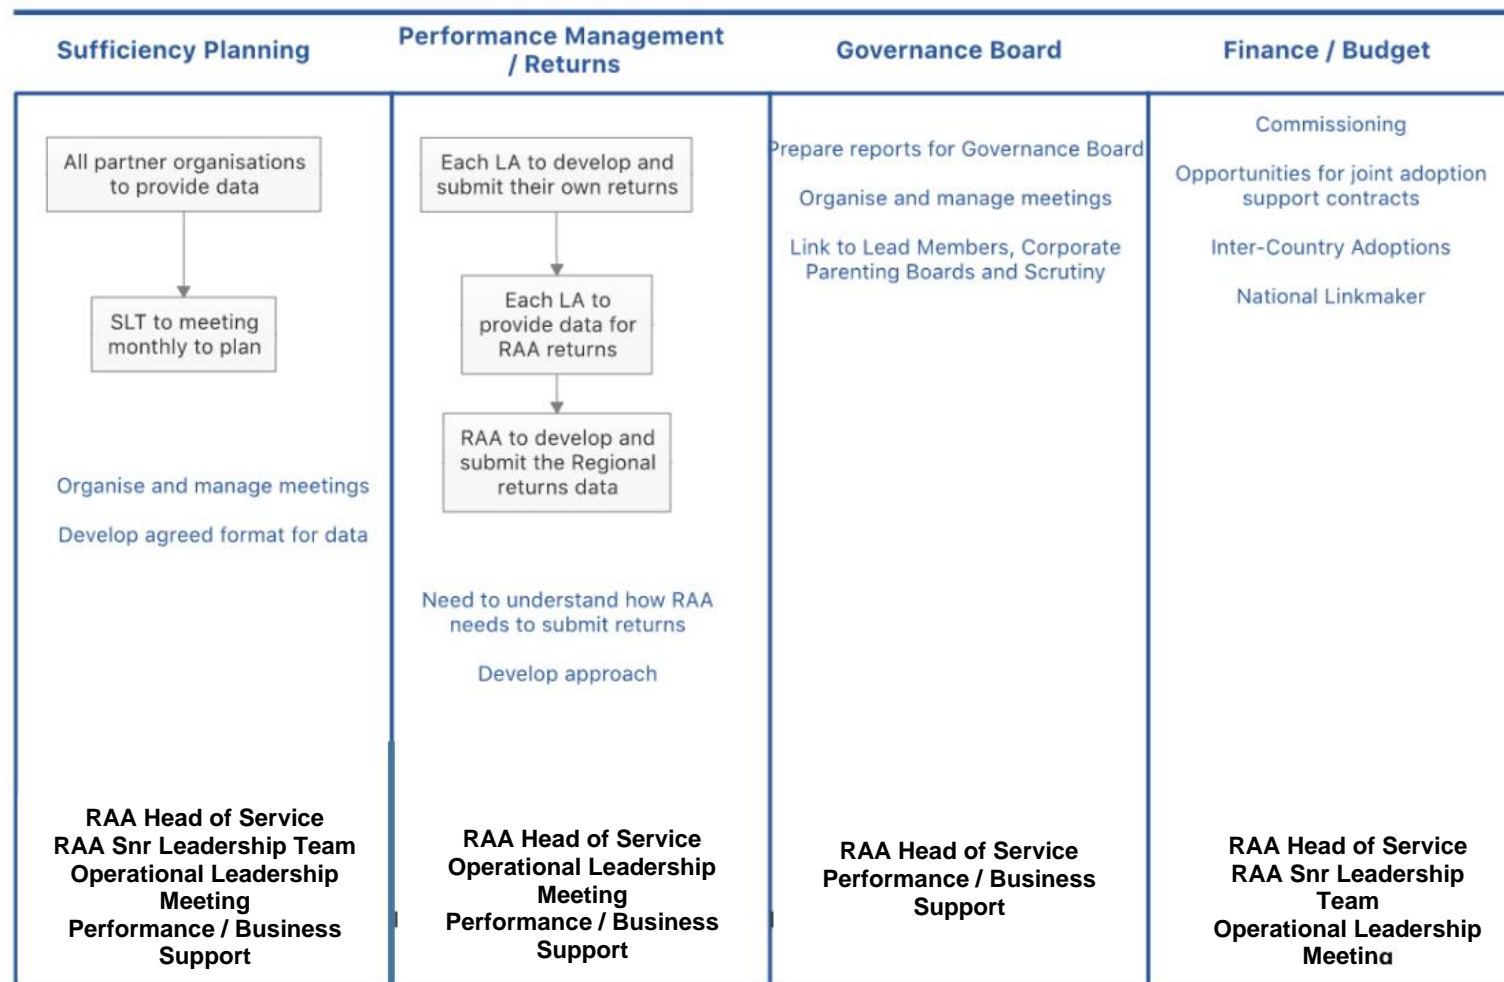 Sufficiency Planning
Performance Management
/ Returns
Governance Board
Finance / Budget
All partner organisations
to provide data
SLT to meeting
monthly to plan
Organise and manage meetings
Develop agreed format for data
RAA Head of Service
RAA Snr Leadership Team
Operational Leadership
Meeting
Performance / Business
Support
Each LA to develop and
submit their own returns
Each LA to
provide data for
RAA returns
RAA to develop and
submit the Regional
returns data
Need to understand how RAA
needs to submit returns
Develop approach
RAA Head of Service
Operational Leadership
Meeting
Performance / Business
Support
Prepare reports for Governance Board
Organise and manage meetings
Link to Lead Members, Corporate
Parenting Boards and Scrutiny
RAA Head of Service
Performance / Business
Support
Commissioning
Opportunities for joint adoption
support contracts
Inter-Country Adoptions
National Linkmaker
RAA Head of Service
RAA Snr Leadership
Team
Operational Leadership
Meeting